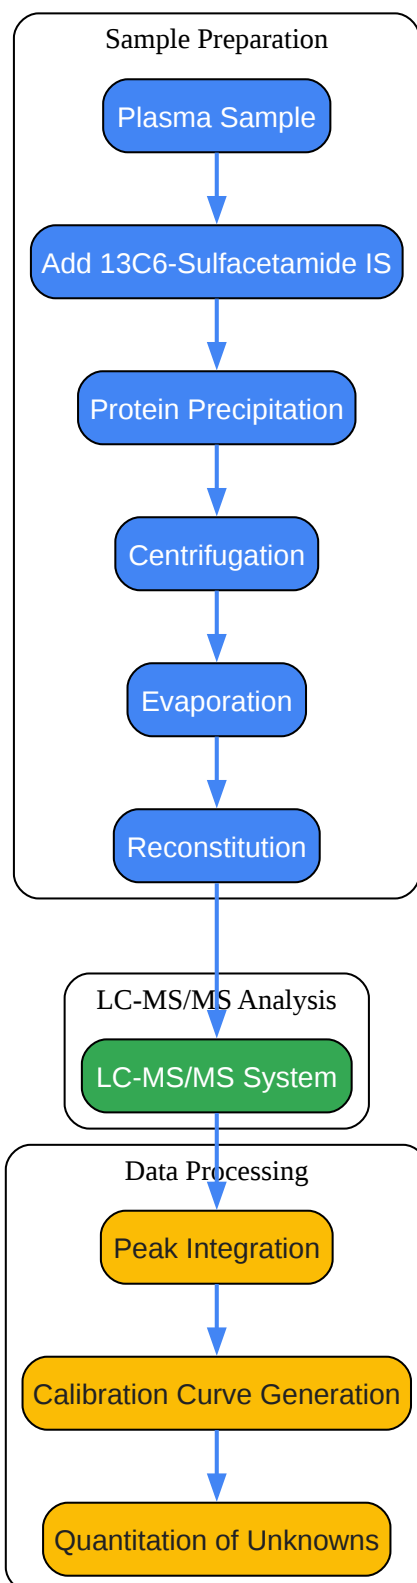 Sample Preparation
Plasma Sample
Add 13C6-Sulfacetamide IS
Protein Precipitation
Centrifugation
Evaporation
Reconstitution
LC-MS/MS Analysis
LC-MS/MS System
Data Processing
Peak Integration
Calibration Curve Generation
Quantitation of Unknowns